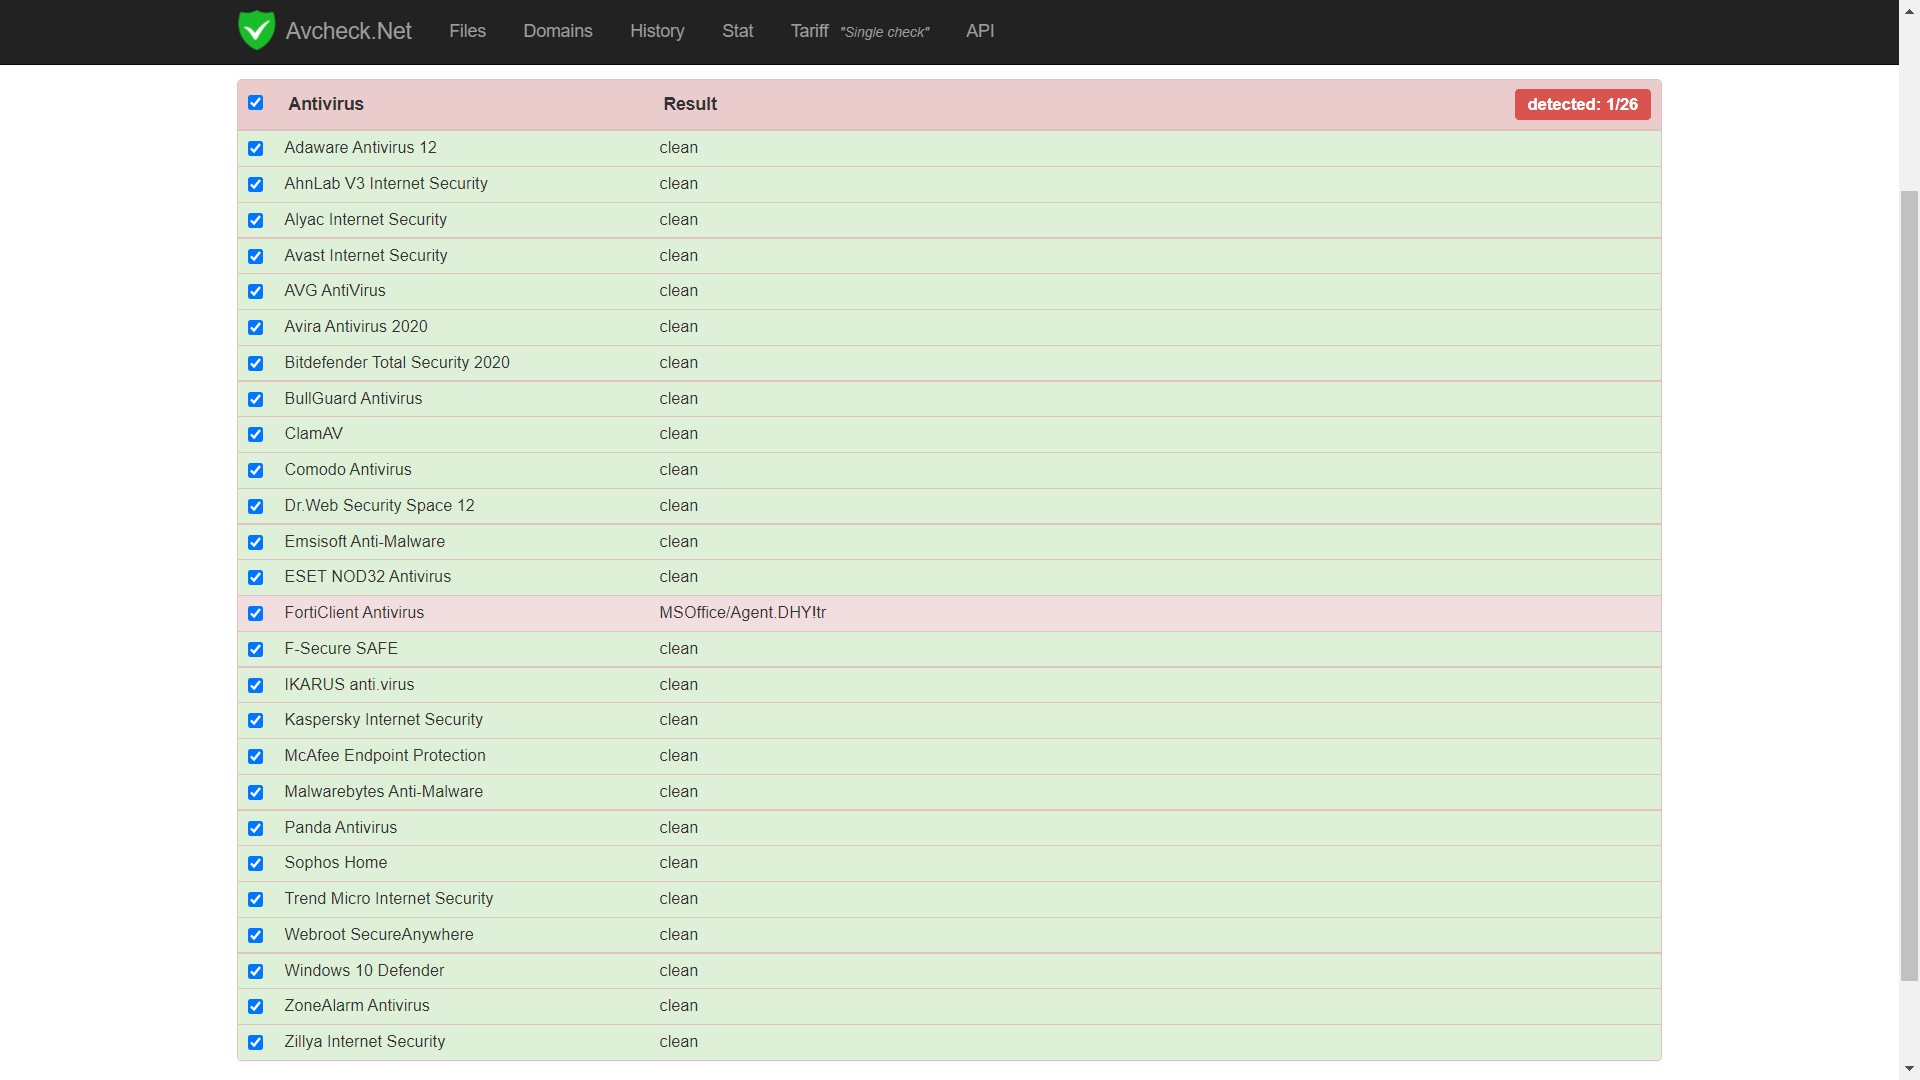 Avcheck.Net Files Domains History Stat Tariff "Single check" API
Antivirus Result detected: 1/26
Adaware Antivirus 12 clean
AhnLab V3 Internet Security clean
Alyac Internet Security clean
Avast Internet Security clean
AVG AntiVirus clean
Avira Antivirus 2020 clean
Bitdefender Total Security 2020 clean
BullGuard Antivirus clean
ClamAV clean
Comodo Antivirus clean
Dr.Web Security Space 12 clean
Emsisoft Anti-Malware clean
ESET NOD32 Antivirus clean
FortiClient Antivirus MSOffice/Agent.DHY!tr
F-Secure SAFE clean
IKARUS anti.virus clean
Kaspersky Internet Security clean
McAfee Endpoint Protection clean
Malwarebytes Anti-Malware clean
Panda Antivirus clean
Sophos Home clean
Trend Micro Internet Security clean
Webroot SecureAnywhere clean
Windows 10 Defender clean
ZoneAlarm Antivirus clean
Zillya Internet Security clean